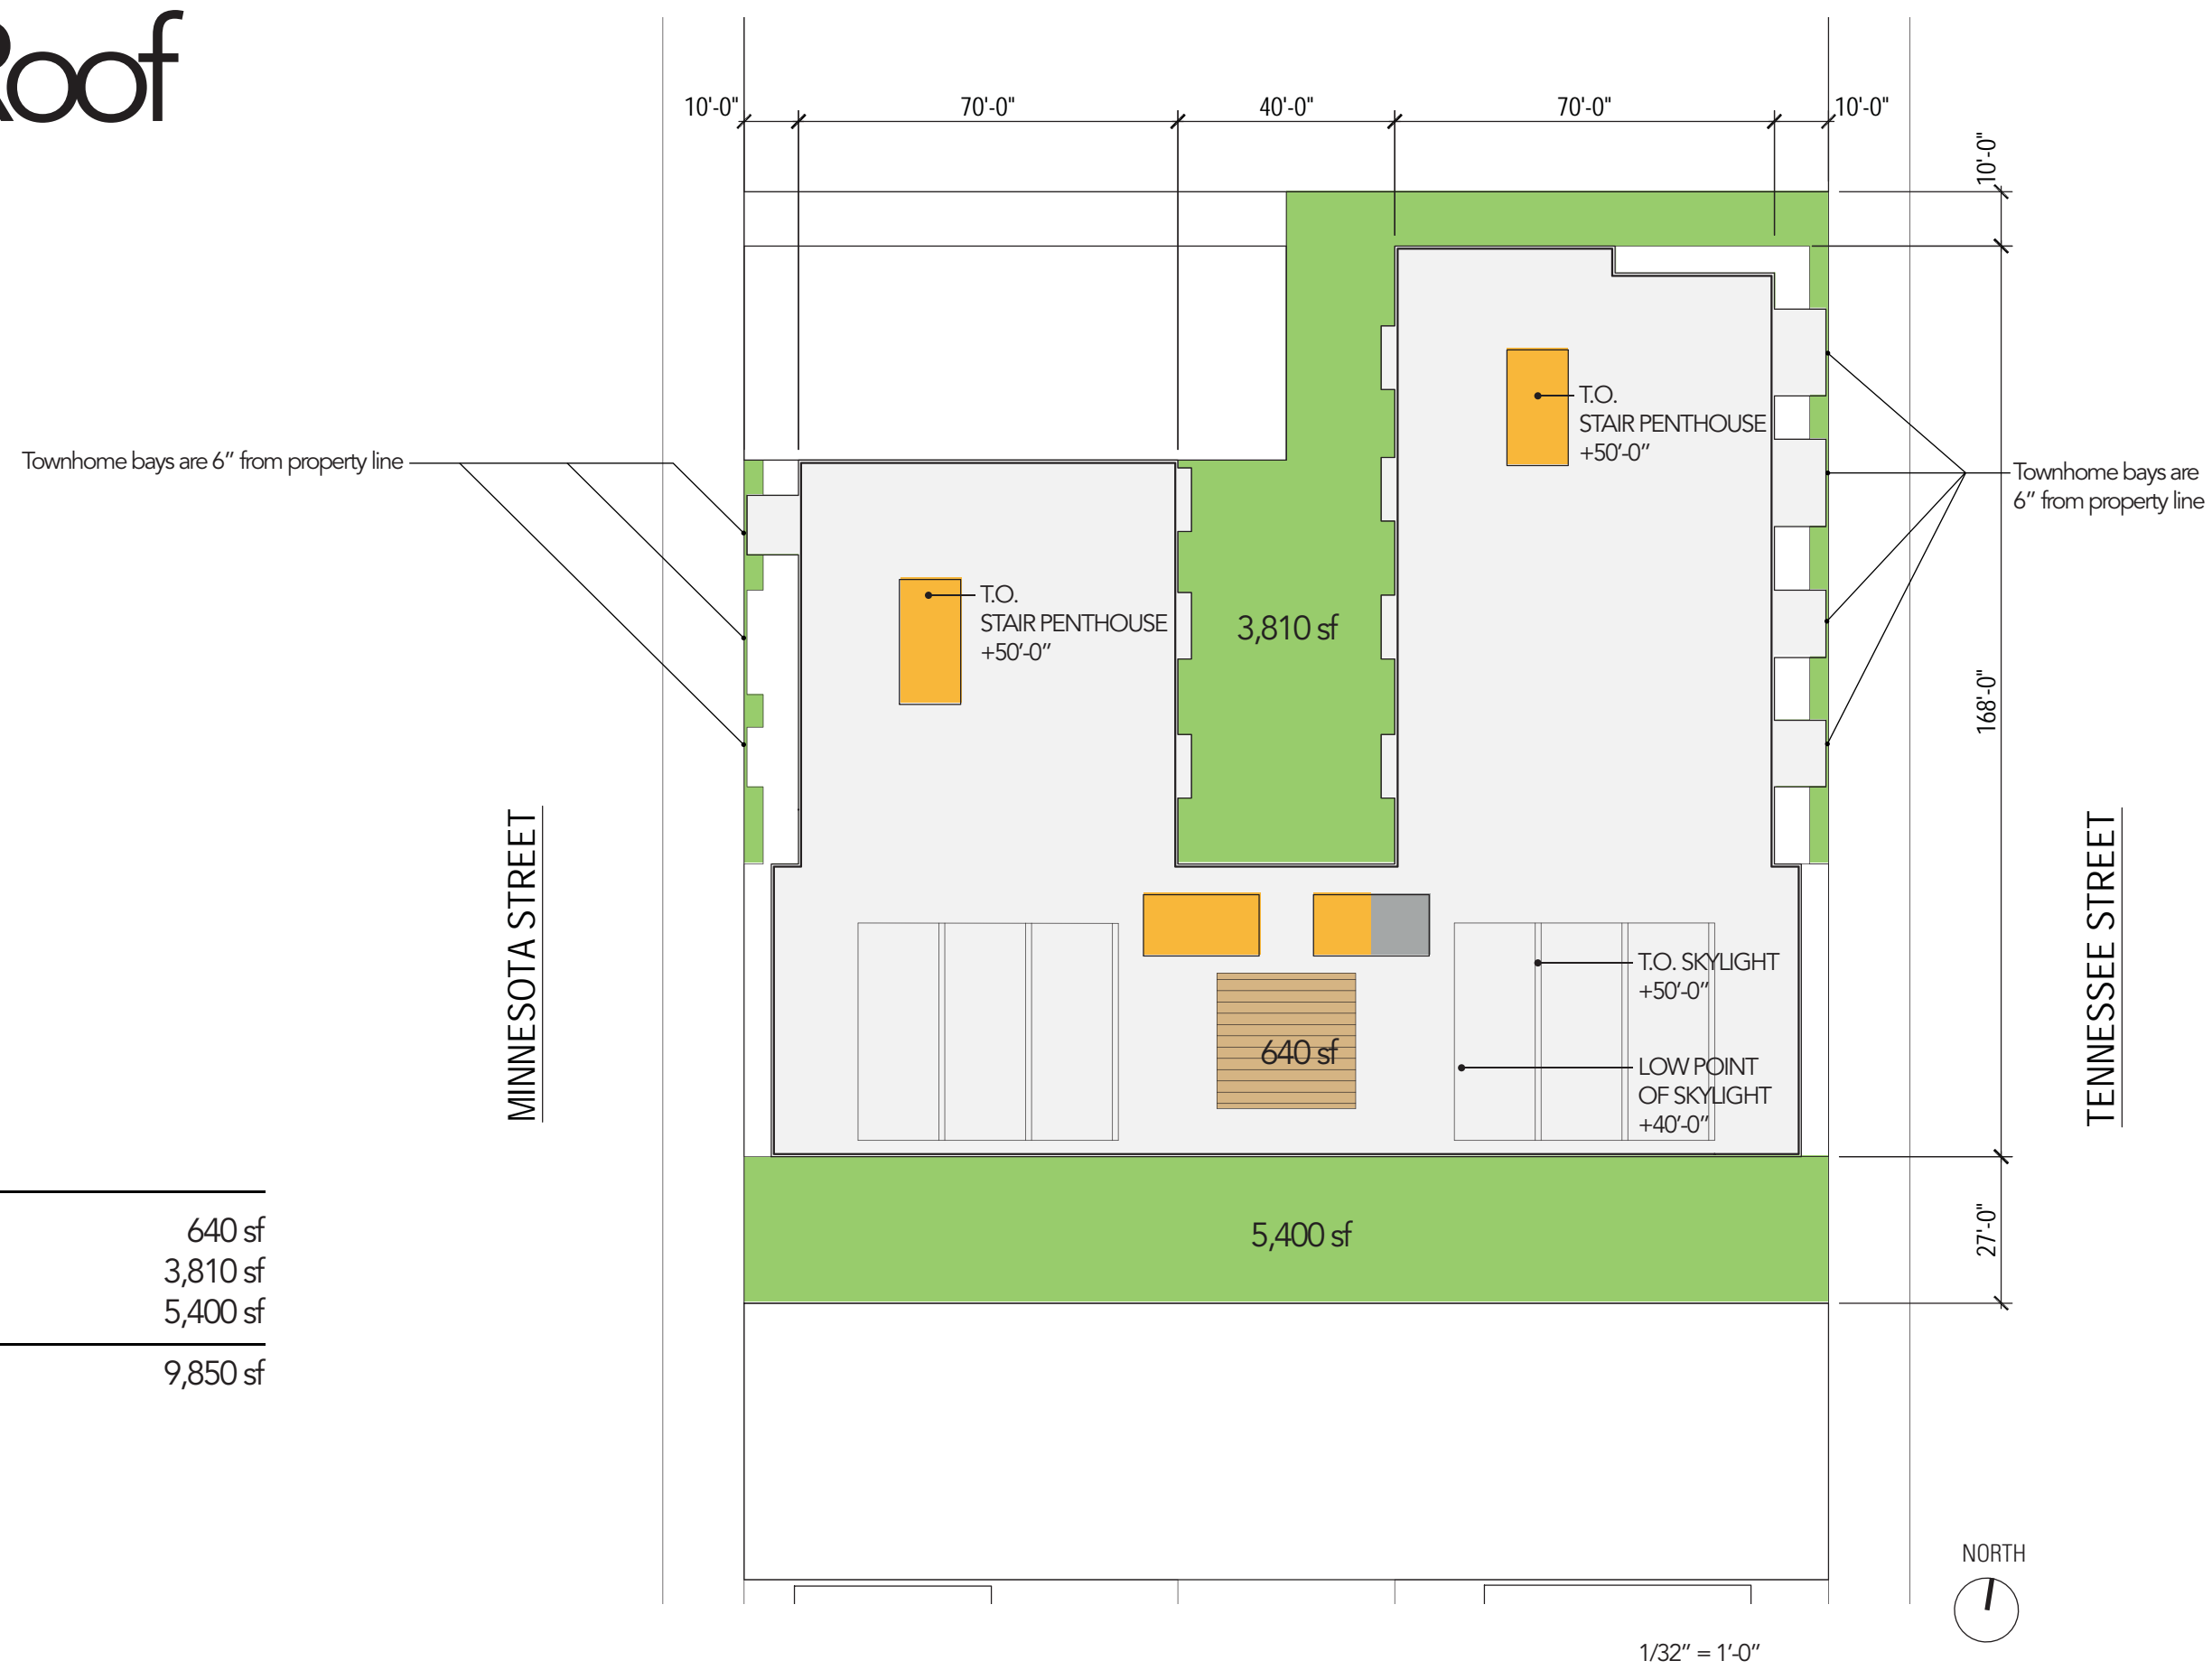 Roof
10'-0"
70'-0"
40'-0"
70'-0"
10'-0"
10'-0"
T.O.
STAIR PENTHOUSE
+50'-0”
Townhome bays are 6” from property line
Townhome bays are
6” from property line
T.O.
STAIR PENTHOUSE
+50'-0”
3,810 sf
168'-0"
MINNESOTA STREET
TENNESSEE STREET
T.O. SKYLIGHT
+50'-0”
640 sf
LOW POINT
OF SKYLIGHT
+40'-0”
27'-0"
5,400 sf
640 sf
3,810 sf
5,400 sf
9,850 sf
NORTH
1/32” = 1'-0”